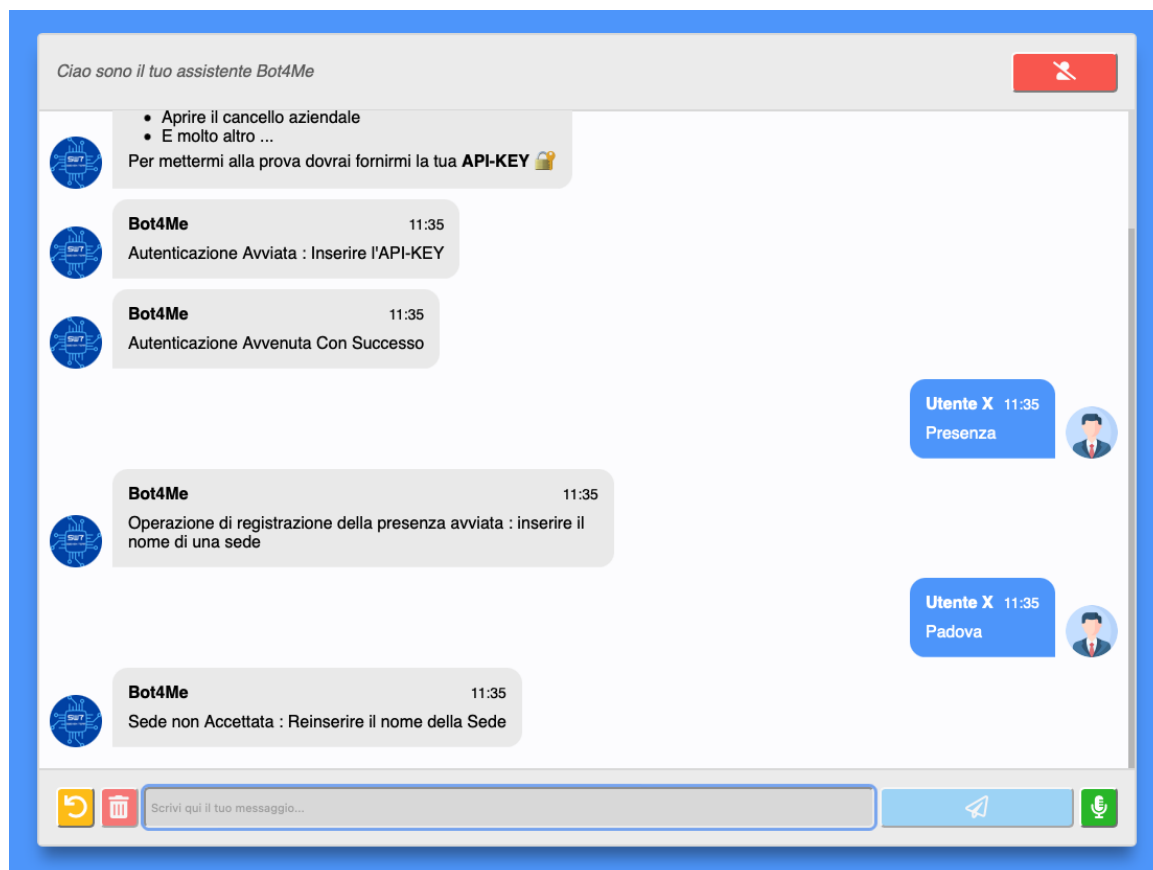 Ciao sono il tuo assistente Bot4Me
• Aprire il cancello aziendale
• E molto altro ...
Per mettermi alla prova dovrai fornirmi la tua API-KEY 🔐
Bot4Me 11:35
Autenticazione Avviata : Inserire l'API-KEY
SW7
Bot4Me 11:35
Autenticazione Avvenuta Con Successo
SW7
Utente X 11:35
Presenza
Bot4Me 11:35
Operazione di registrazione della presenza avviata : inserire il
nome di una sede
SW7
Utente X 11:35
Padova
Bot4Me 11:35
Sede non Accettata : Reinserire il nome della Sede
SW7
Scrivi qui il tuo messaggio...